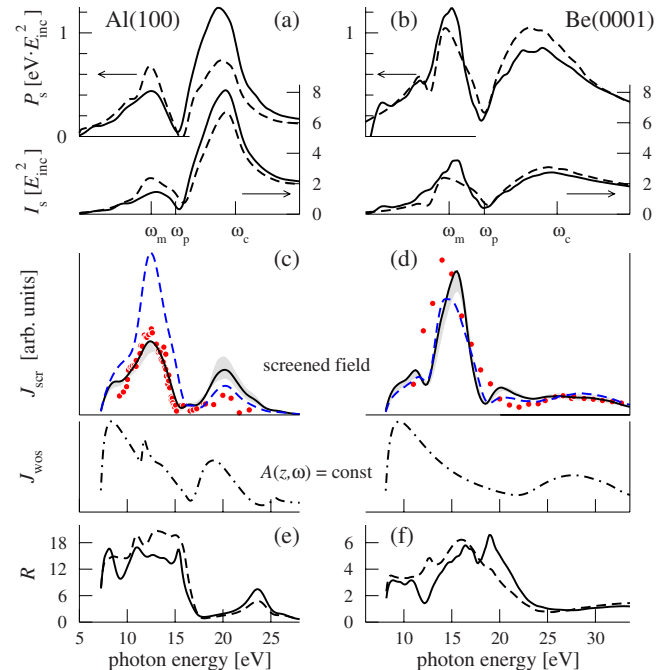 Al(100)
(a)
(b)
Be(0001)
P_s [eV·E_inc^2]
1
0
1
0
8
6
8
6
I_s [E_inc^2]
4
2
0
4
2
0
ω_m ω_p ω_c
ω_m ω_p ω_c
J_scr [arb. units]
(c)
(d)
screened field
J_wos
A(z,ω) = const
R
18
12
6
0
(e)
6
4
2
0
(f)
5 10 15 20 25
10 15 20 25 30
photon energy [eV]
photon energy [eV]